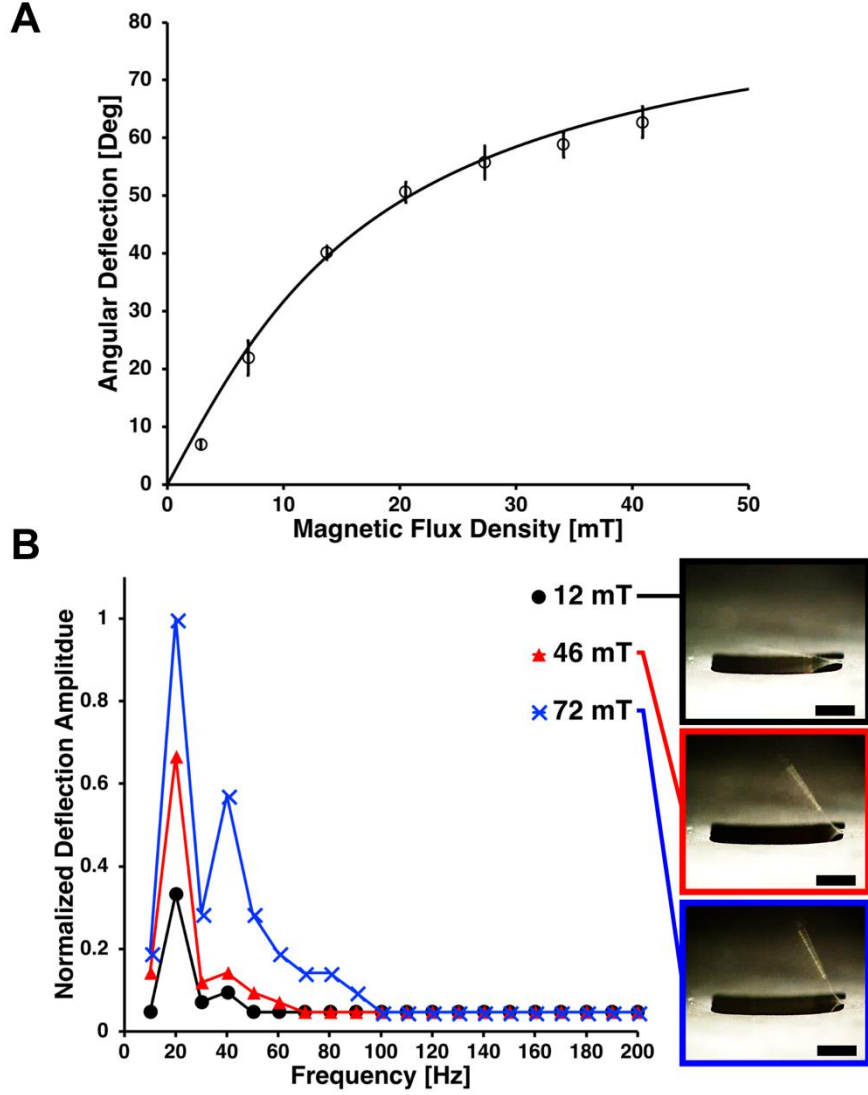 A
80
70
60
50
40
30
20
10
0
Angular Deflection [Deg]
0 10 20 30 40 50
Magnetic Flux Density [mT]
B
1
0.8
0.6
0.4
0.2
0
Normalized Deflection Amplitdue
12 mT
46 mT
72 mT
0 20 40 60 80 100 120 140 160 180 200
Frequency [Hz]